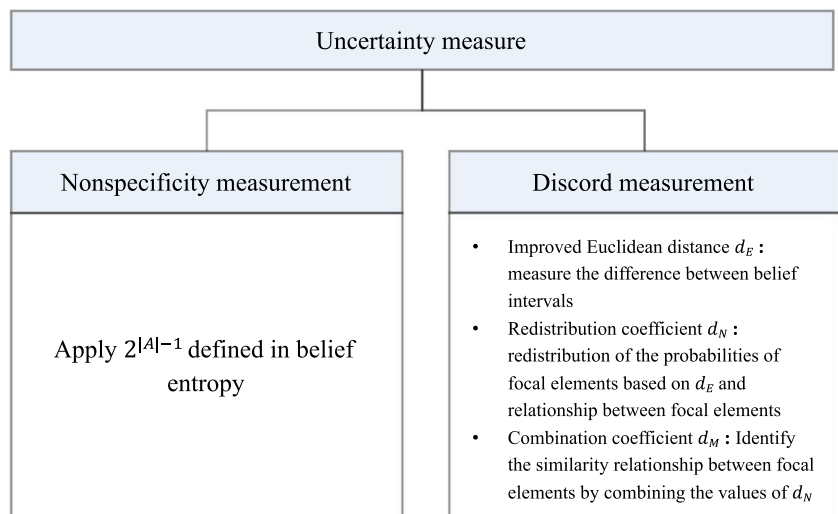 Uncertainty measure
Nonspecificity measurement
Apply 2^{|A|-1} defined in belief
entropy
Discord measurement
• Improved Euclidean distance d_E :
measure the difference between belief
intervals
• Redistribution coefficient d_N :
redistribution of the probabilities of
focal elements based on d_E and
relationship between focal elements
• Combination coefficient d_M : Identify
the similarity relationship between focal
elements by combining the values of d_N